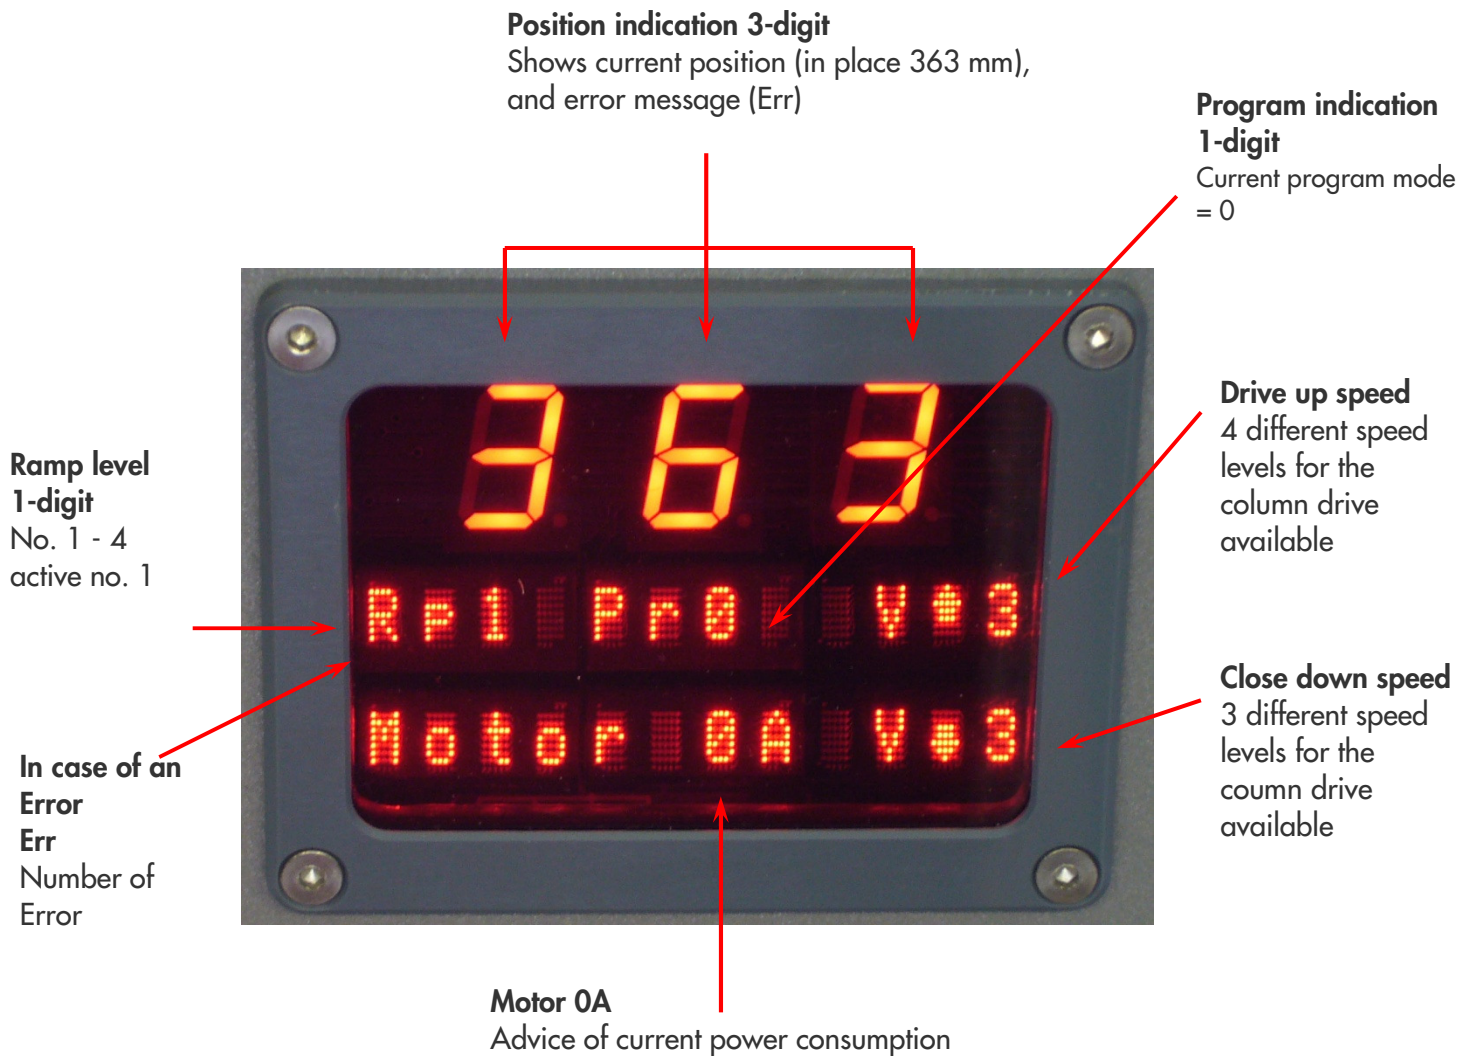 Position indication 3-digit
Shows current position (in place 363 mm),
and error message (Err)
Program indication
1-digit
Current program mode
= 0
Drive up speed
4 different speed
levels for the
column drive
available
Ramp level
1-digit
No. 1 - 4
active no. 1
363
Rp1 Pr0 V↑3
Motor 0A V↓3
Close down speed
3 different speed
levels for the
coumn drive
available
In case of an
Error
Err
Number of
Error
Motor 0A
Advice of current power consumption